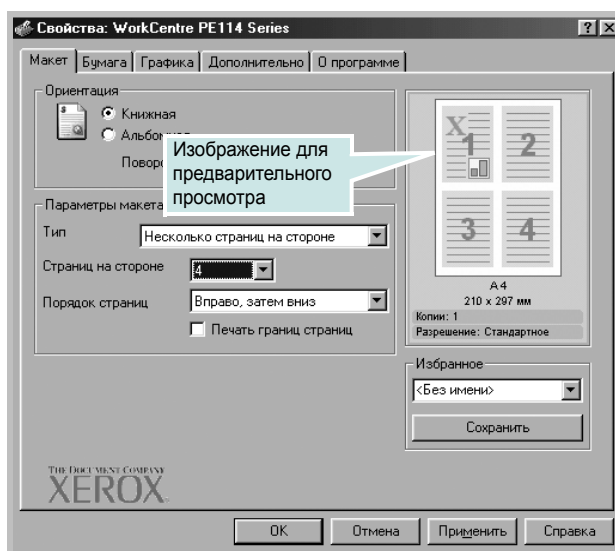 Свойства: WorkCentre PE114 Series
Макет Бумага Графика Дополнительно О программе
Ориентация
Книжная
Изображение для
предварительного
просмотра
Параметры макета
Тип Несколько страниц на стороне
Страниц на стороне 4
Порядок страниц Вправо, затем вниз
Печать границ страниц
X
1 2
3 4
A4
210 x 297 мм
Копии: 1
Разрешение: Стандартное
Избранное
<Без имени>
Сохранить
THE DOCUMENT COMPANY
XEROX
OK Отмена Применить Справка